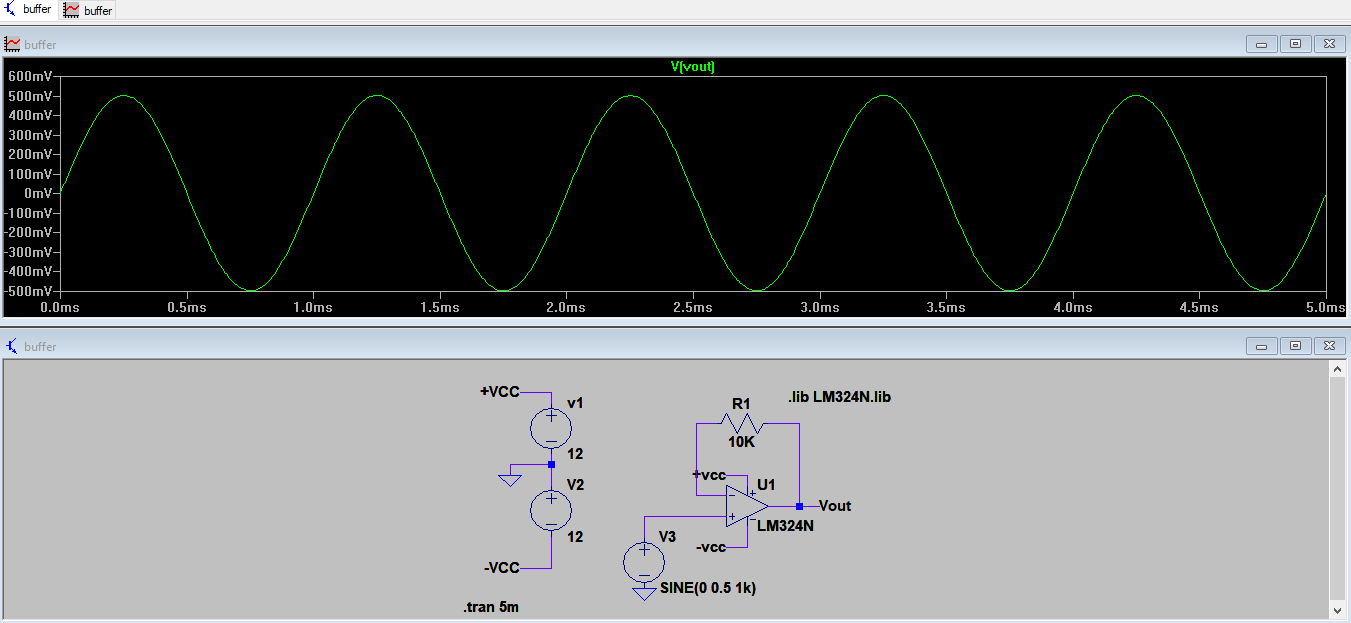 buffer buffer
buffer
V(vout)
600mV
500mV
400mV
300mV
200mV
100mV
0mV
-100mV
-200mV
-300mV
-400mV
-500mV
0.0ms 0.5ms 1.0ms 1.5ms 2.0ms 2.5ms 3.0ms 3.5ms 4.0ms 4.5ms 5.0ms
buffer
+VCC
v1
12
V2
12
-VCC
.tran 5m
.lib LM324N.lib
R1
10K
+vcc
U1
Vout
LM324N
-vcc
V3
SINE(0 0.5 1k)